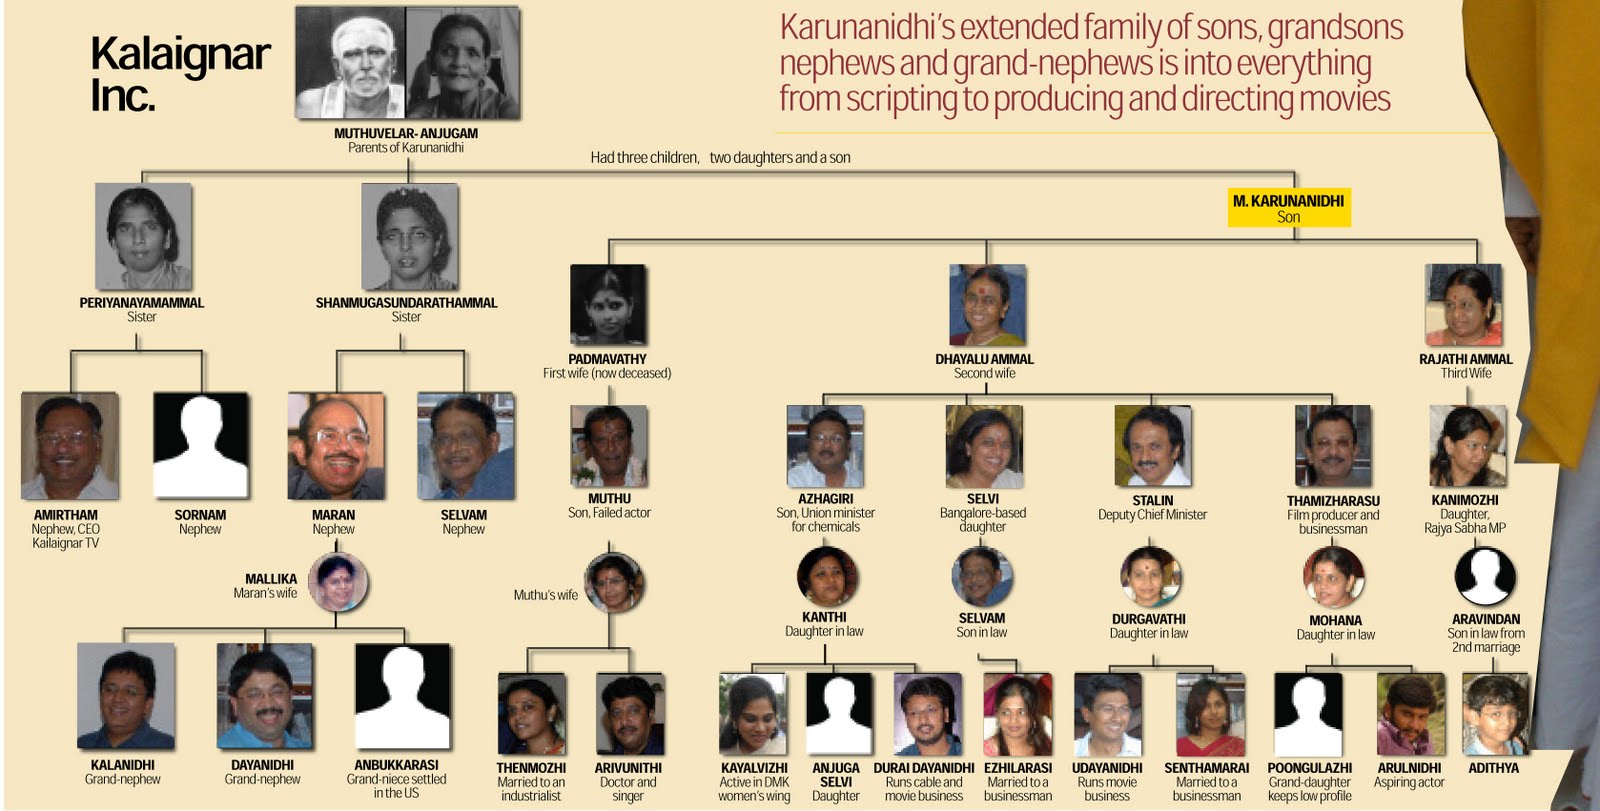 Kalaignar
Inc.
Karunanidhi's extended family of sons, grandsons
nephews and grand-nephews is into everything
from scripting to producing and directing movies
MUTHUVELAR- ANJUGAM
Parents of Karunanidhi
Had three children, two daughters and a son
M. KARUNANIDHI
Son
PERIYANAYAMAMMAL
Sister
SHANMUGASUNDARATHAMMAL
Sister
PADMAVATHY
First wife (now deceased)
DHAYALU AMMAL
Second wife
RAJATHI AMMAL
Third Wife
AMIRTHAM
Nephew, CEO
Kailaignar TV
SORNAM
Nephew
MARAN
Nephew
SELVAM
Nephew
MUTHU
Son, Failed actor
AZHAGIRI
Son, Union minister
for chemicals
SELVI
Bangalore-based
daughter
STALIN
Deputy Chief Minister
THAMIZHARASU
Film producer and
businessman
KANIMOZHI
Daughter,
Rajya Sabha MP
MALLIKA
Maran's wife
Muthu's wife
KANTHI
Daughter in law
SELVAM
Son in law
DURGAVATHI
Daughter in law
MOHANA
Daughter in law
ARAVINDAN
Son in law from
2nd marriage
KALANIDHI
Grand-nephew
DAYANIDHI
Grand-nephew
ANBUKKARASI
Grand-niece settled
in the US
THENMOZHI
Married to an
industrialist
ARIVUNITHI
Doctor and
singer
KAYALVIZHI
Active in DMK
women's wing
ANJUGA
SELVI
Daughter
DURAI DAYANIDHI
Runs cable and
movie business
EZHILARASI
Married to a
businessman
UDAYANIDHI
Runs movie
business
SENTHAMARAI
Married to a
businessman
POONGULAZHI
Grand-daughter
keeps low profile
ARULNIDHI
Aspiring actor
ADITHYA